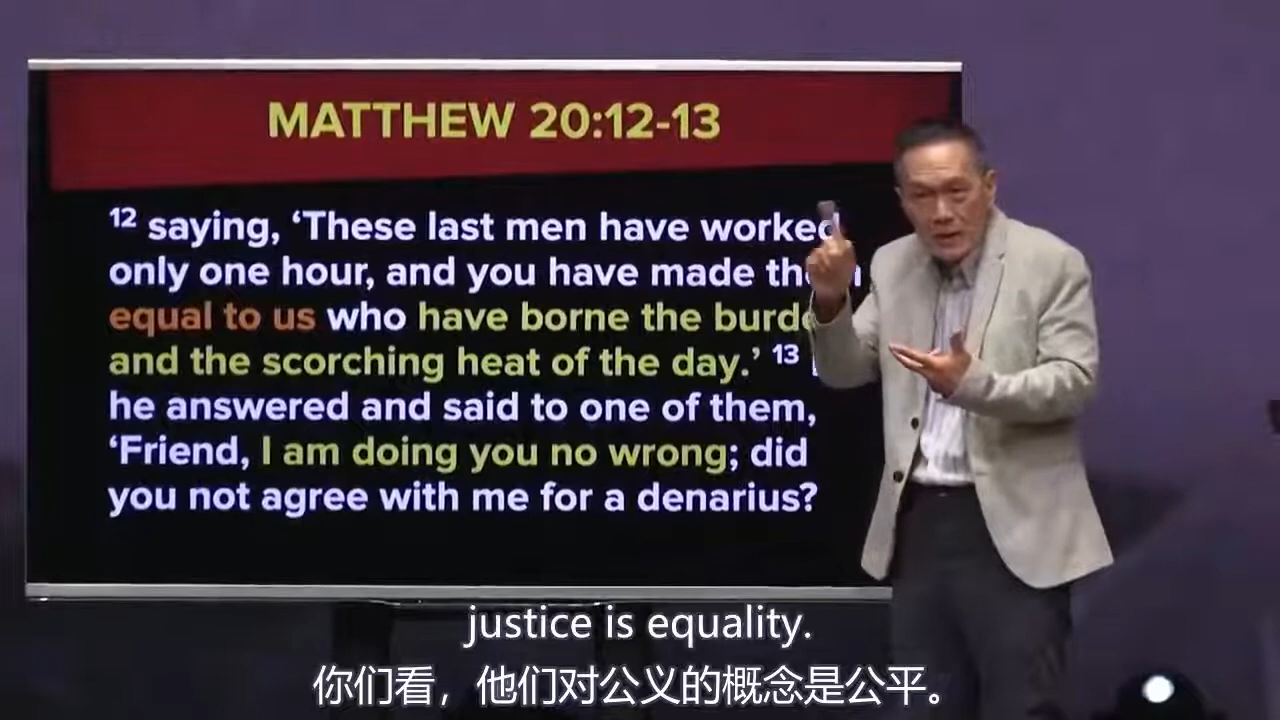 MATTHEW 20:12-13
12 saying, ‘These last men have worked
only one hour, and you have made
equal to us who have borne the
and the scorching heat of the day.’ 13
he answered and said to one of them,
‘Friend, I am doing you no wrong; did
you not agree with me for a denarius?
justice is equality.
你们看，他们对公义的概念是公平。